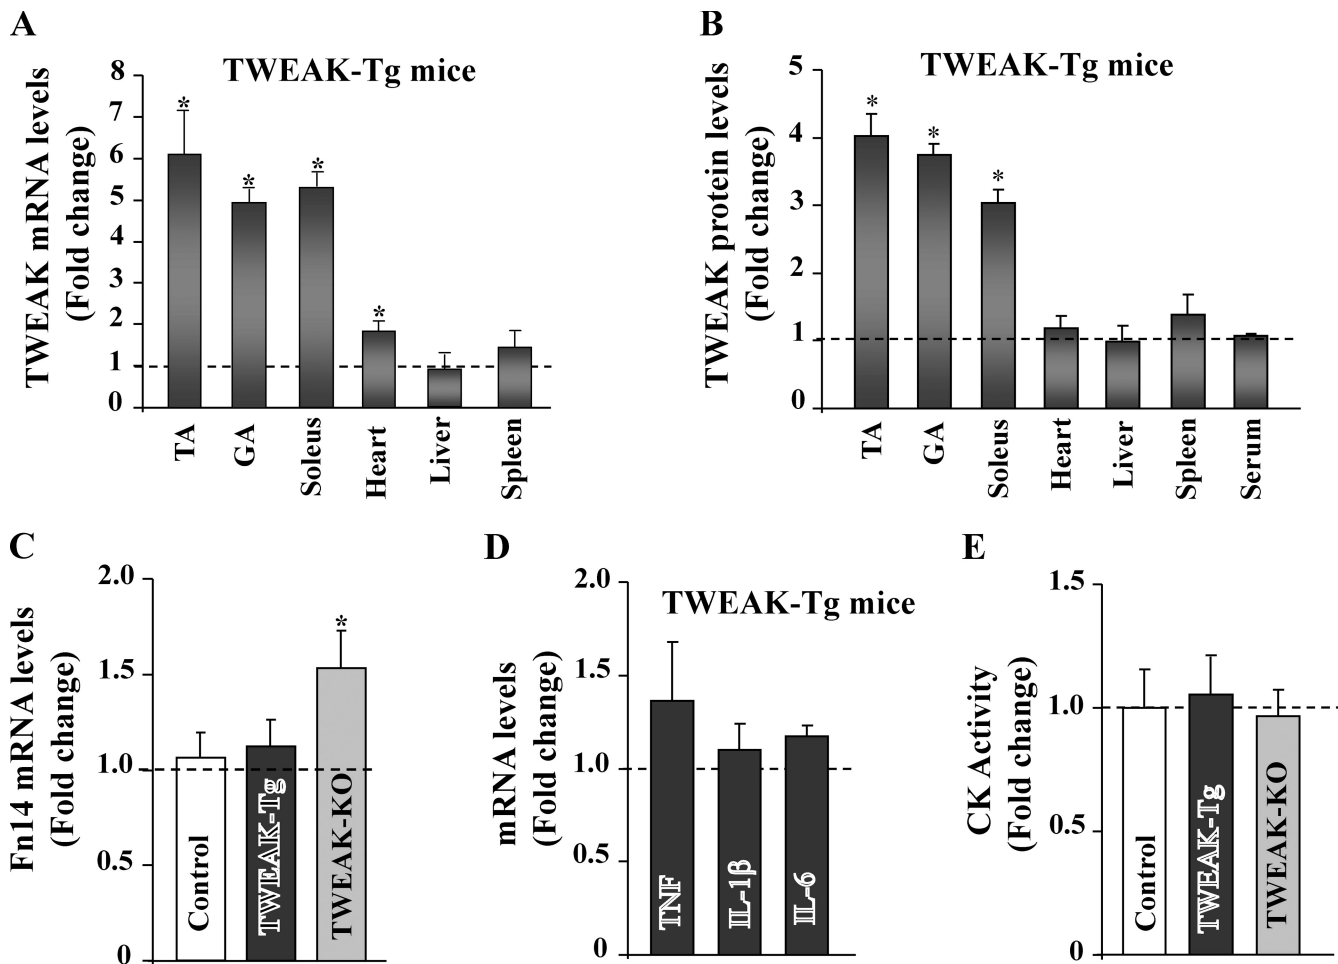 A
TWEAK-Tg mice
TWEAK mRNA levels
(Fold change)
8
7
6
5
4
3
2
1
0
*
*
*
*
TA
GA
Soleus
Heart
Liver
Spleen
B
TWEAK-Tg mice
TWEAK protein levels
(Fold change)
5
4
3
2
1
0
*
*
*
TA
GA
Soleus
Heart
Liver
Spleen
Serum
C
Fn14 mRNA levels
(Fold change)
2.0
1.5
1.0
0.5
0
*
Control
TWEAK-Tg
TWEAK-KO
D
TWEAK-Tg mice
mRNA levels
(Fold change)
2.0
1.5
1.0
0.5
0
TNF
IL-1β
IL-6
E
CK Activity
(Fold change)
1.5
1.0
0.5
0
Control
TWEAK-Tg
TWEAK-KO